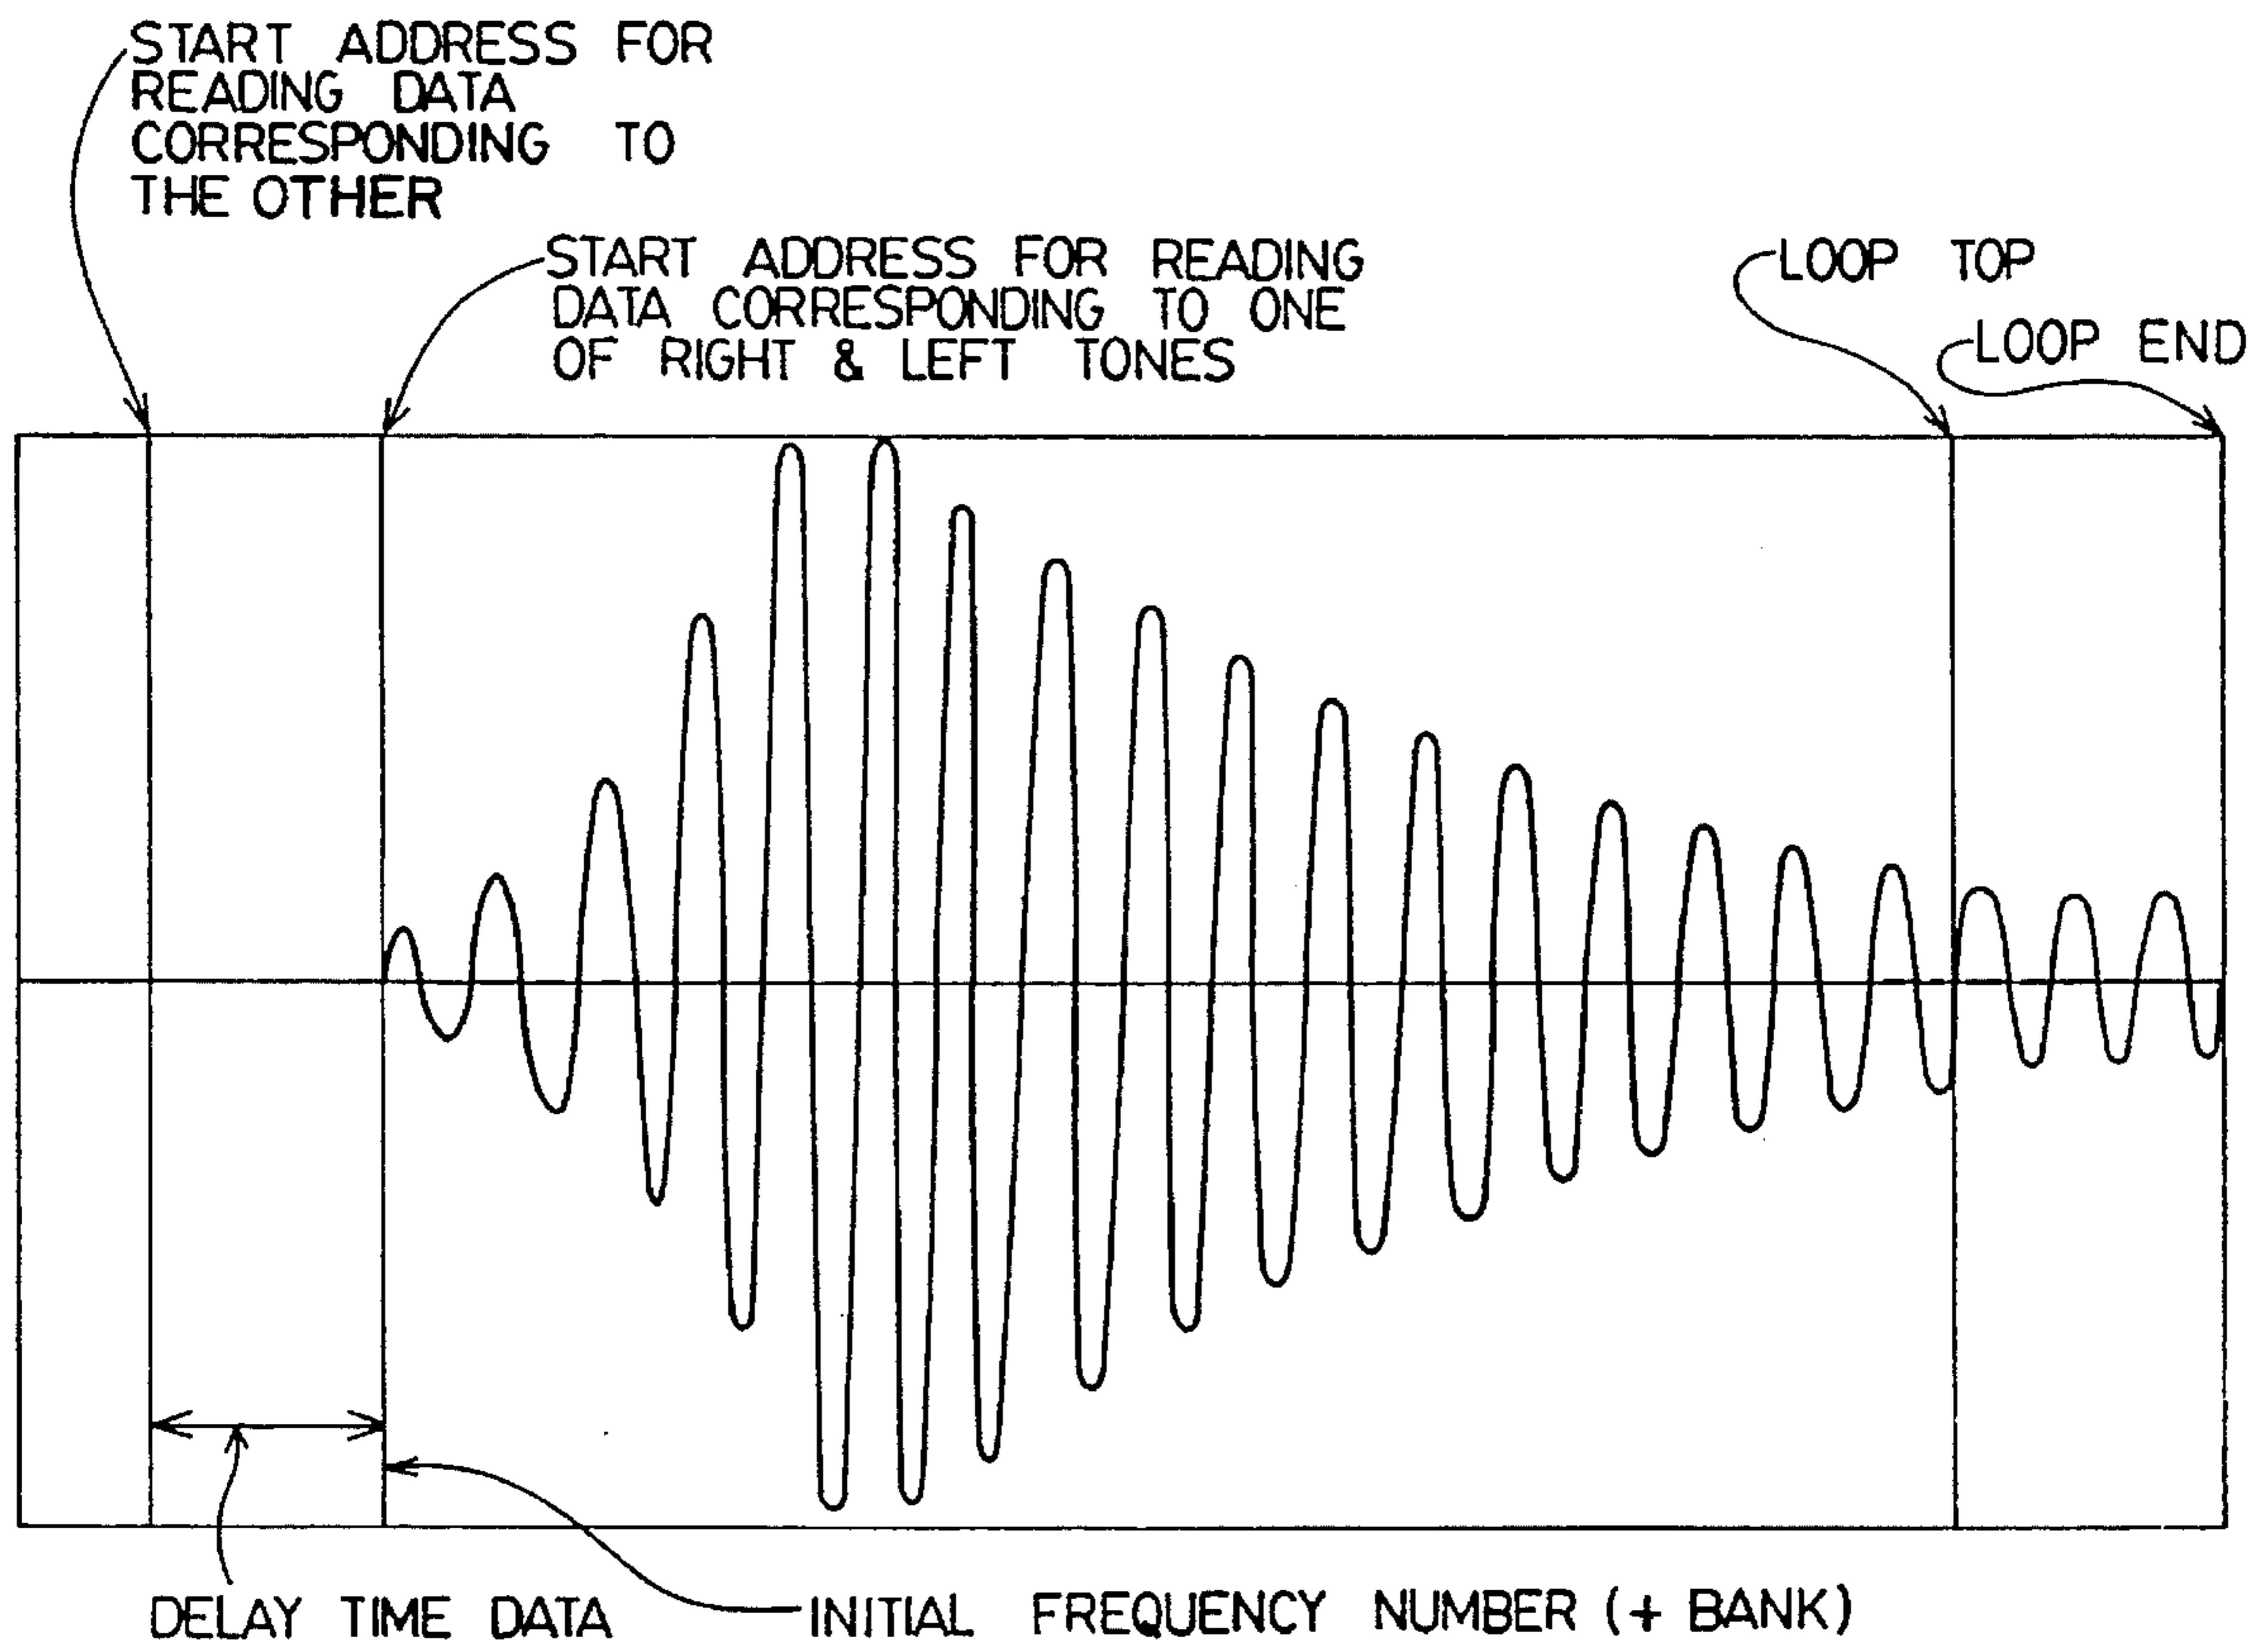 START ADDRESS FOR
READING DATA
CORRESPONDING TO
THE OTHER
START ADDRESS FOR READING
DATA CORRESPONDING TO ONE
OF RIGHT & LEFT TONES
LOOP TOP
LOOP END
DELAY TIME DATA
INITIAL FREQUENCY NUMBER (+ BANK)